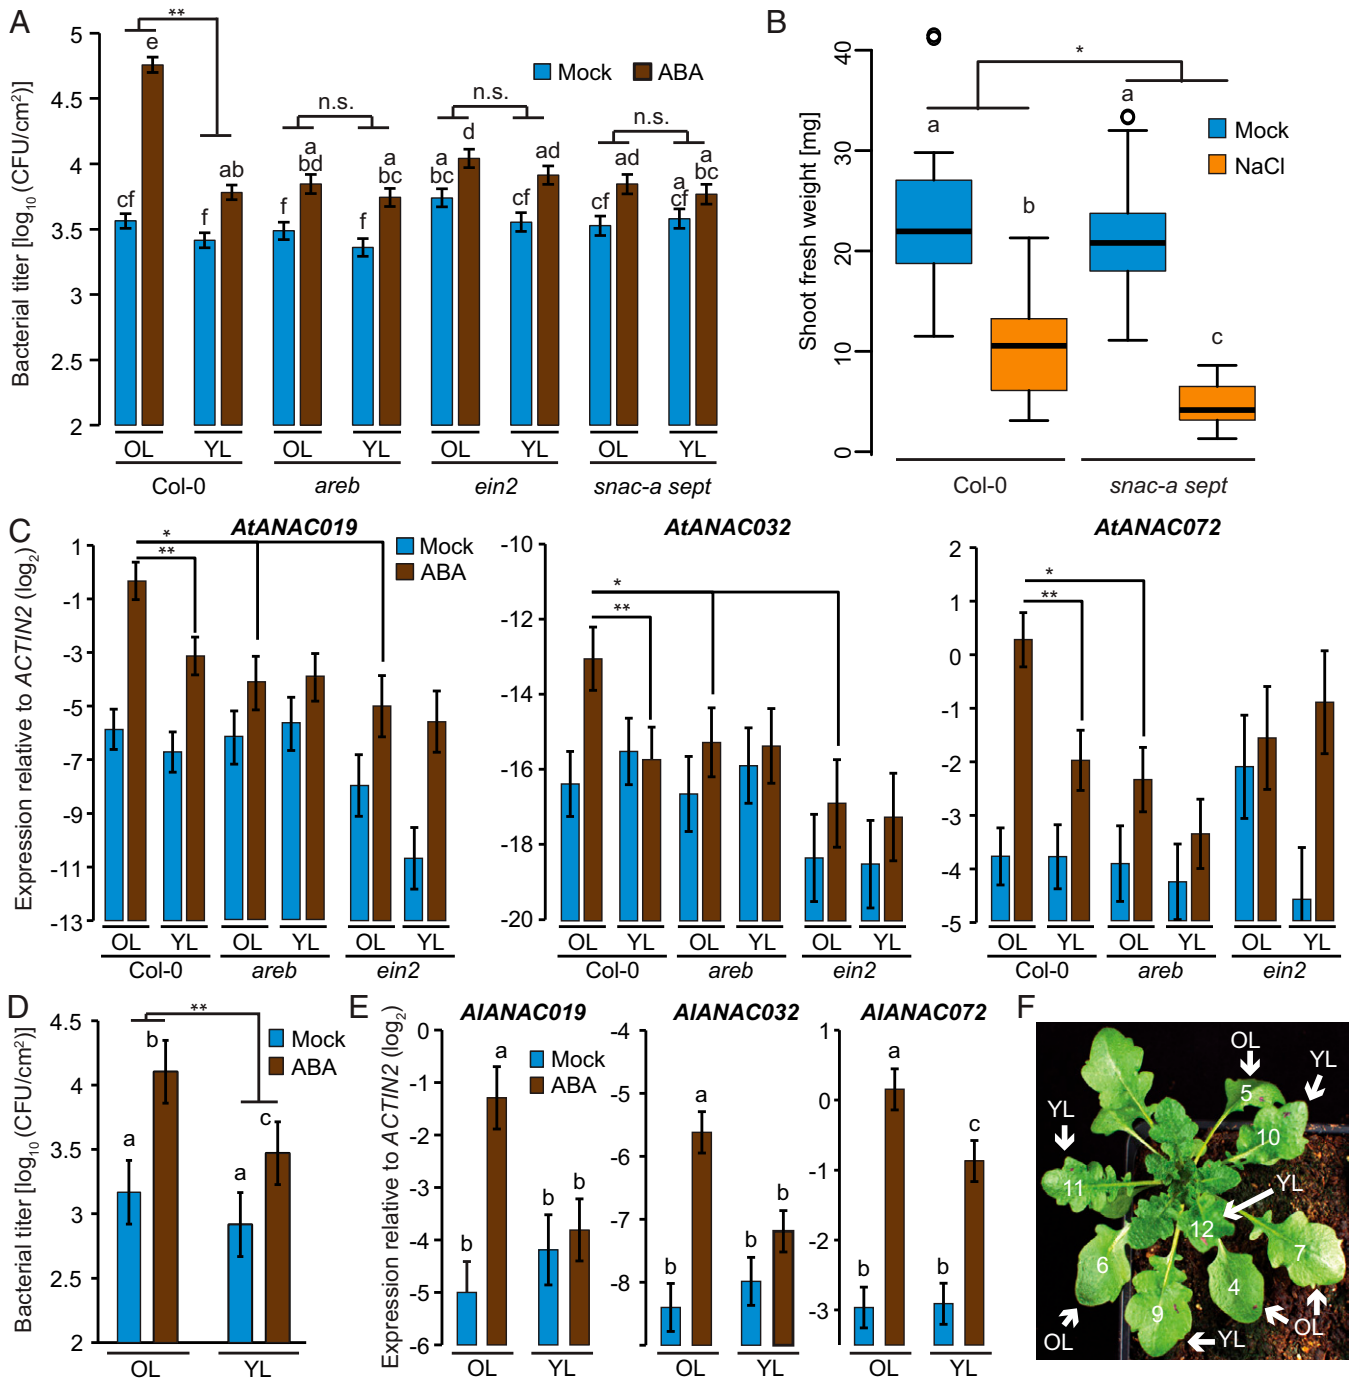 A
Bacterial titer [log10 (CFU/cm2)]
5
4.5
4
3.5
3
2.5
2
**
n.s.
n.s.
n.s.
Mock
ABA
cf
e
f
ab
f
a
bd
f
a
bc
a
bc
d
cf
ad
cf
ad
a
cf
a
bc
OL
YL
OL
YL
OL
YL
OL
YL
Col-0
areb
ein2
snac-a sept
B
Shoot fresh weight [mg]
40
30
20
10
0
*
a
b
a
c
Mock
NaCl
Col-0
snac-a sept
C
Expression relative to ACTIN2 (log2)
AtANAC019
1
-1
-3
-5
-7
-9
-11
-13
*
**
Mock
ABA
OL
YL
OL
YL
OL
YL
Col-0
areb
ein2
AtANAC032
-10
-12
-14
-16
-18
-20
*
**
OL
YL
OL
YL
OL
YL
Col-0
areb
ein2
AtANAC072
2
1
0
-1
-2
-3
-4
-5
*
**
OL
YL
OL
YL
OL
YL
Col-0
areb
ein2
D
Bacterial titer [log10 (CFU/cm2)]
4.5
4
3.5
3
2.5
2
**
Mock
ABA
a
b
a
c
OL
YL
E
Expression relative to ACTIN2 (log2)
AlANAC019
0
-1
-2
-3
-4
-5
-6
Mock
ABA
b
a
b
b
OL
YL
AlANAC032
-4
-5
-6
-7
-8
b
a
b
b
OL
YL
AlANAC072
1
0
-1
-2
-3
b
a
b
c
OL
YL
F
OL
YL
5
10
YL
11
YL
12
6
7
4
9
OL
YL
OL